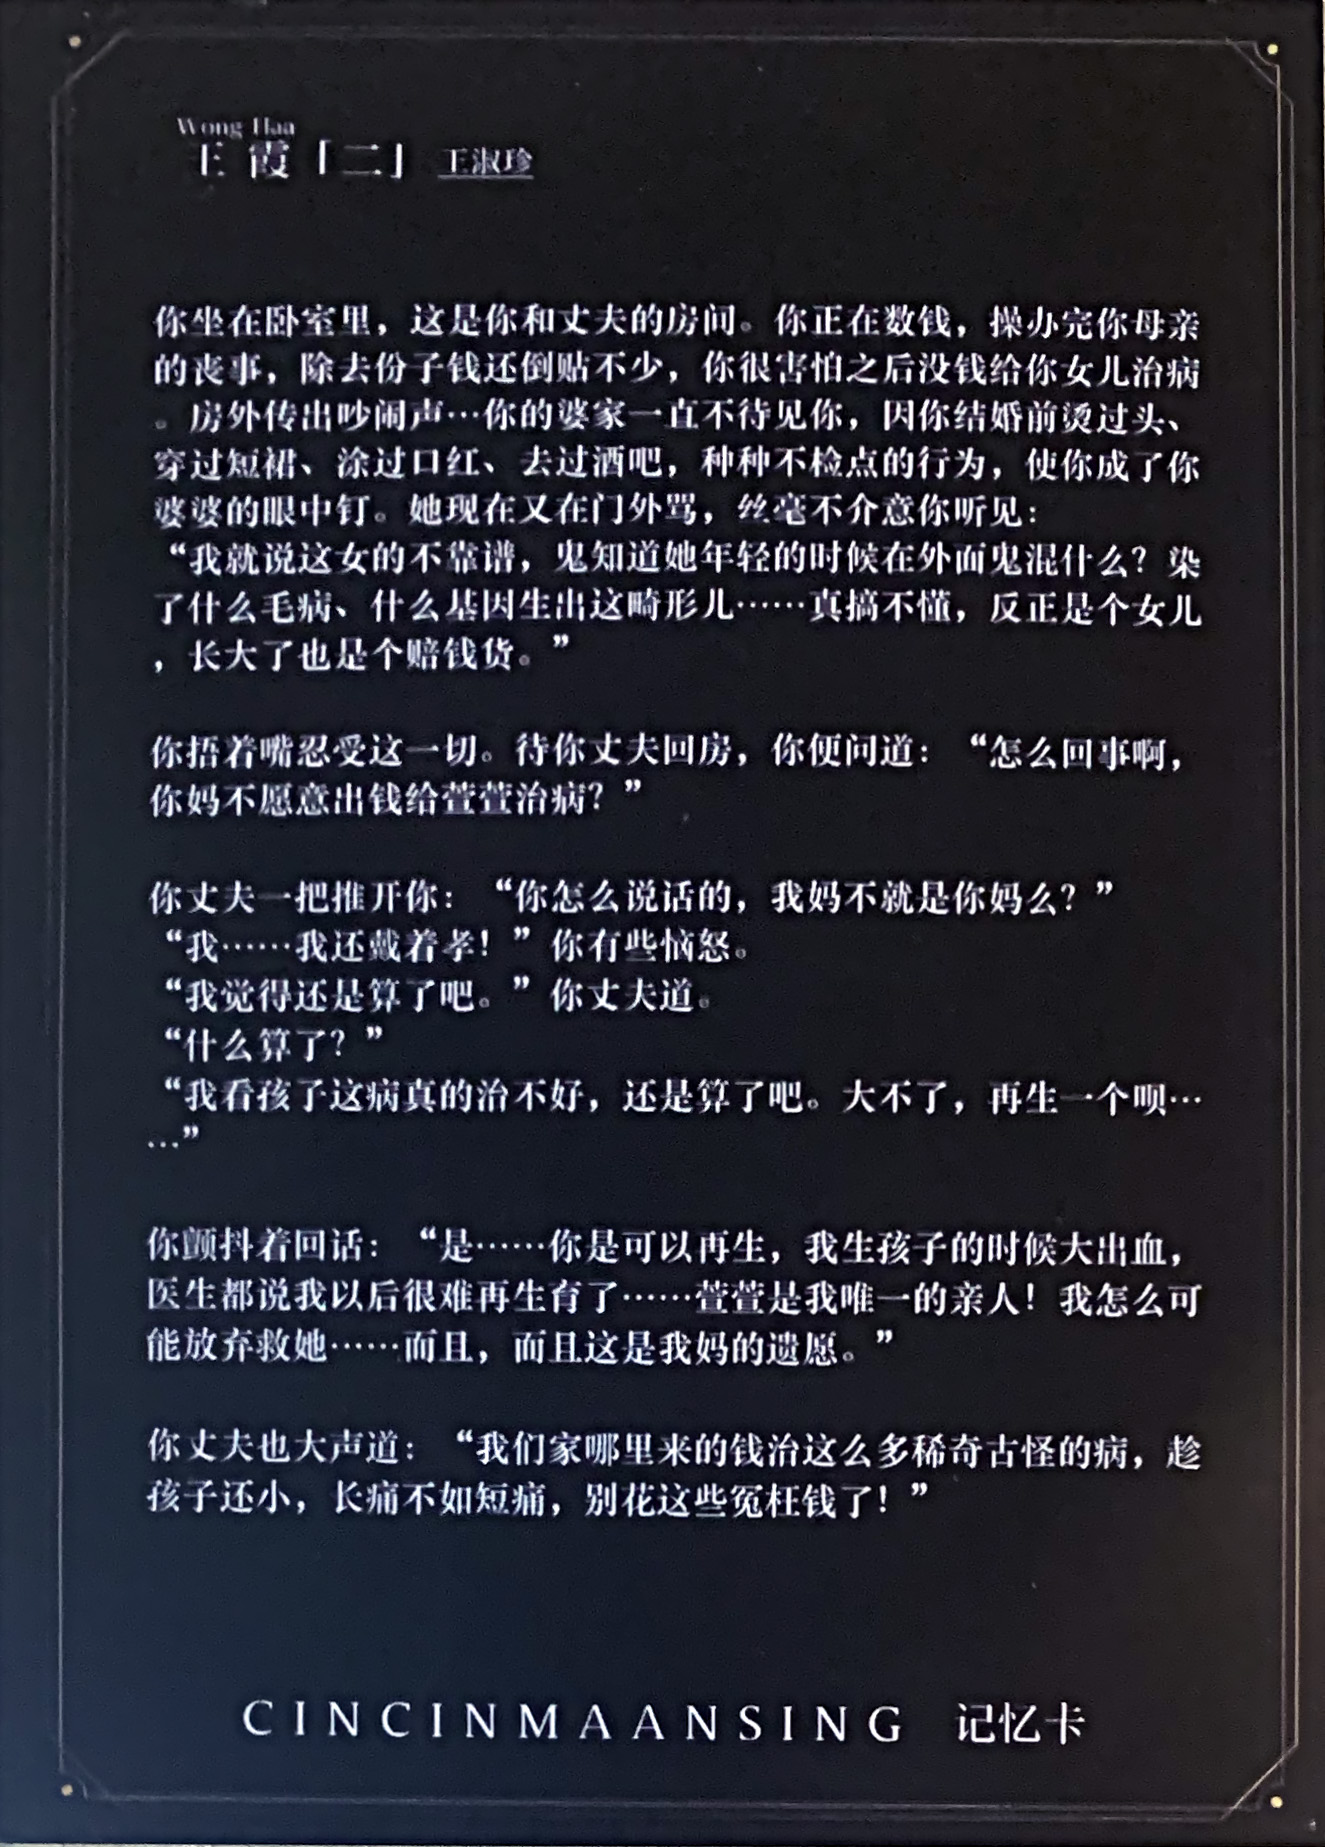 Wong Haa
王 霞「二」 王淑珍
你坐在卧室里，这是你和丈夫的房间。你正在数钱，操办完你母亲
的丧事，除去份子钱还倒贴不少，你很害怕之后没钱给你女儿治病
。房外传出吵闹声…你的婆家一直不待见你，因你结婚前烫过头、
穿过短裙、涂过口红、去过酒吧，种种不检点的行为，使你成了你
婆婆的眼中钉。她现在又在门外骂，丝毫不介意你听见：
“我就说这女的不靠谱，鬼知道她年轻的时候在外面鬼混什么？染
了什么毛病、什么基因生出这畸形儿……真搞不懂，反正是个女儿
，长大了也是个赔钱货。”
你捂着嘴忍受这一切。待你丈夫回房，你便问道：“怎么回事啊，
你妈不愿意出钱给萱萱治病？”
你丈夫一把推开你：“你怎么说话的，我妈不就是你妈么？”
“我……我还戴着孝！”你有些恼怒。
“我觉得还是算了吧。”你丈夫道。
“什么算了？”
“我看孩子这病真的治不好，还是算了吧。大不了，再生一个呗…
…”
你颤抖着回话：“是……你是可以再生，我生孩子的时候大出血，
医生都说我以后很难再生育了……萱萱是我唯一的亲人！我怎么可
能放弃救她……而且，而且这是我妈的遗愿。”
你丈夫也大声道：“我们家哪里来的钱治这么多稀奇古怪的病，趁
孩子还小，长痛不如短痛，别花这些冤枉钱了！”
CINCINMAANSING 记忆卡